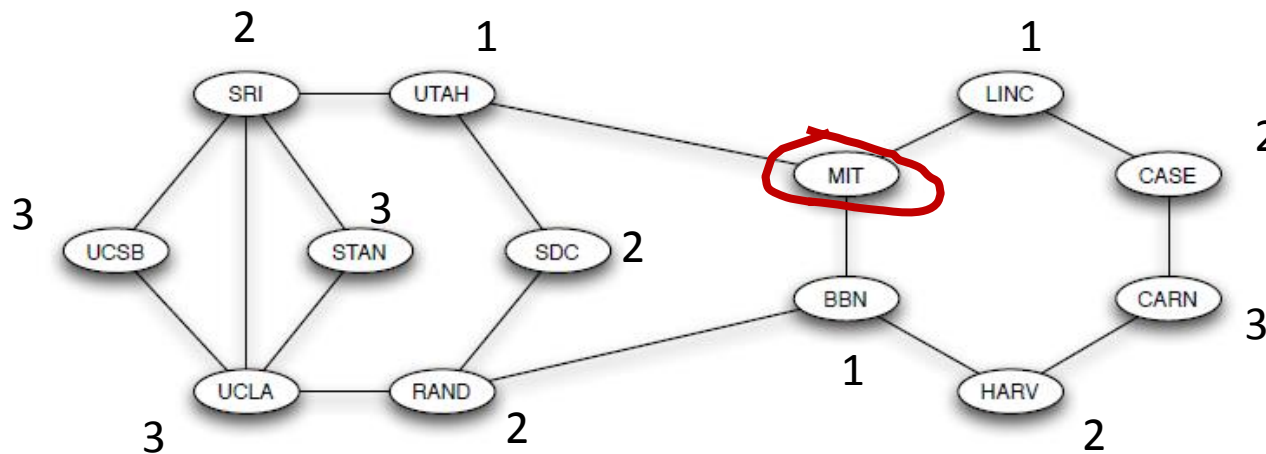 2
1
1
SRI
UTAH
LINC
2
MIT
CASE
3
3
UCSB
STAN
SDC
2
BBN
CARN
3
1
UCLA
RAND
HARV
3
2
2